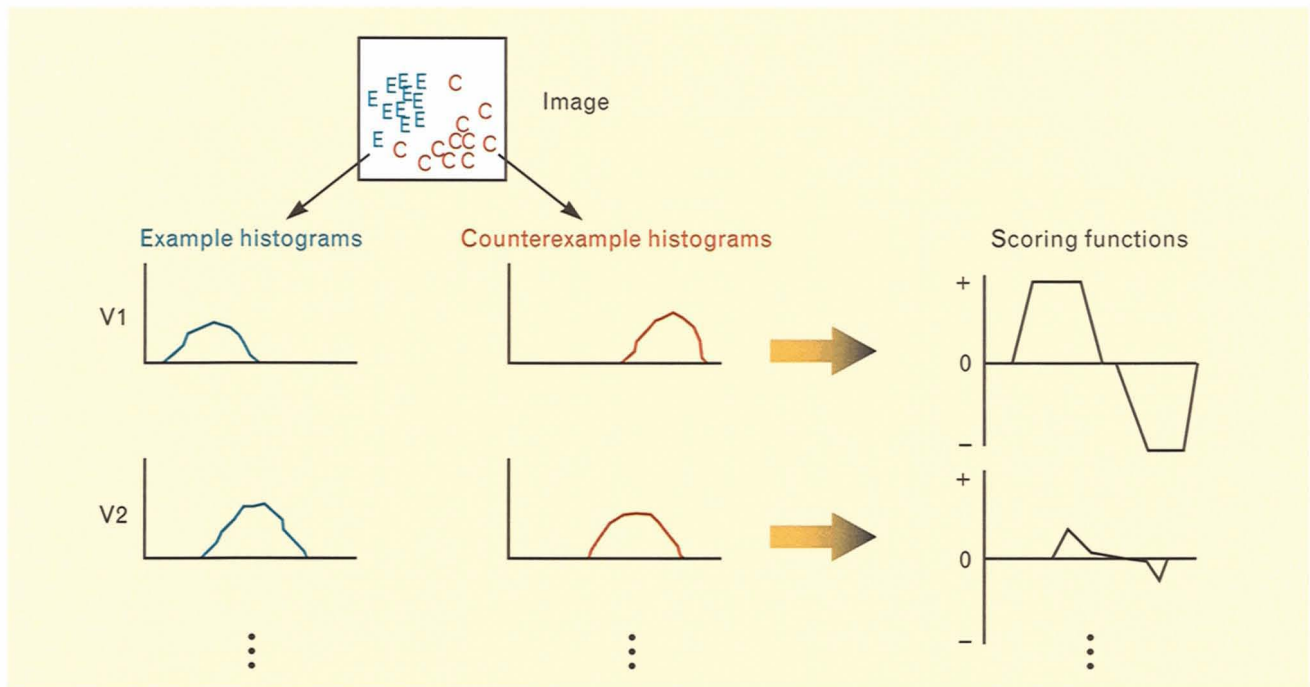 E E E E C
E E E
E E E C
E E C
E C C C C C
C C C
Image
Example histograms
Counterexample histograms
Scoring functions
V1
+
0
−
V2
+
0
−